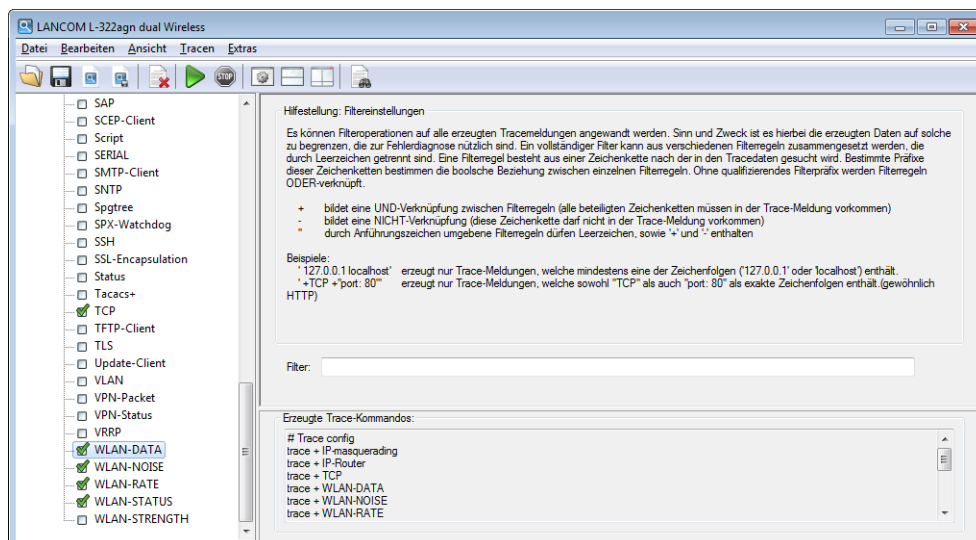 LANCOM L-322agn dual Wireless
Datei Bearbeiten Ansicht Tracen Extras
STOP
SAP
SCEP-Client
Script
SERIAL
SMTP-Client
SNTP
Spgtree
SPX-Watchdog
SSH
SSL-Encapsulation
Status
Tacacs+
TCP
TFTP-Client
TLS
Update-Client
VLAN
VPN-Packet
VPN-Status
VRRP
WLAN-DATA
WLAN-NOISE
WLAN-RATE
WLAN-STATUS
WLAN-STRENGTH
Hilfestellung: Filtereinstellungen
Es können Filteroperationen auf alle erzeugten Tracemeldungen angewandt werden. Sinn und Zweck ist es hierbei die erzeugten Daten auf solche
zu begrenzen, die zur Fehlerdiagnose nützlich sind. Ein vollständiger Filter kann aus verschiedenen Filterregeln zusammengesetzt werden, die
durch Leerzeichen getrennt sind. Eine Filterregel besteht aus einer Zeichenkette nach der in den Tracedaten gesucht wird. Bestimmte Präfixe
dieser Zeichenketten bestimmen die boolsche Beziehung zwischen einzelnen Filterregeln. Ohne qualifizierendes Filterpräfix werden Filterregeln
ODER-verknüpft.
+ bildet eine UND-Verknüpfung zwischen Filterregeln (alle beteiligten Zeichenketten müssen in der Trace-Meldung vorkommen)
- bildet eine NICHT-Verknüpfung (diese Zeichenkette darf nicht in der Trace-Meldung vorkommen)
" durch Anführungszeichen umgebene Filterregeln dürfen Leerzeichen, sowie '+' und '-' enthalten
Beispiele:
' 127.0.0.1 localhost' erzeugt nur Trace-Meldungen, welche mindestens eine der Zeichenfolgen ('127.0.0.1' oder 'localhost') enthält.
' +TCP +"port: 80"' erzeugt nur Trace-Meldungen, welche sowohl "TCP" als auch "port: 80" als exakte Zeichenfolgen enthält.(gewöhnlich
HTTP)
Filter:
Erzeugte Trace-Kommandos:
# Trace config
trace + IP-masquerading
trace + IP-Router
trace + TCP
trace + WLAN-DATA
trace + WLAN-NOISE
trace + WLAN-RATE